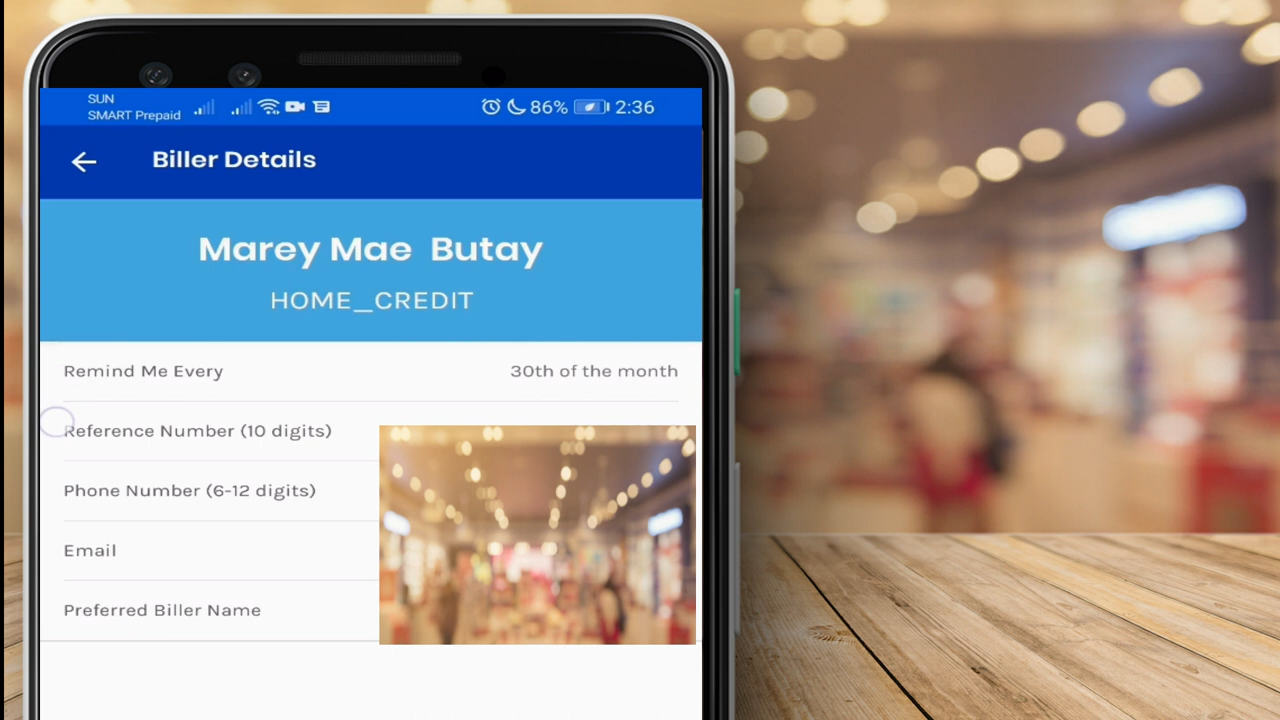 SUN
SMART Prepaid
86%
2:36
Biller Details
Marey Mae Butay
HOME_CREDIT
Remind Me Every 30th of the month
Reference Number (10 digits)
Phone Number (6-12 digits)
Email
Preferred Biller Name